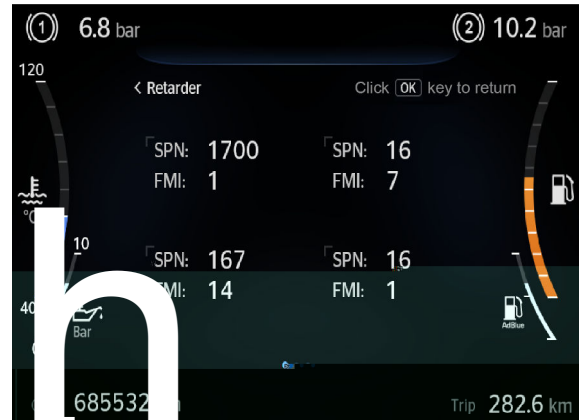 (1) 6.8 bar
(2) 10.2 bar
120
< Retarder
Click OK key to return
SPN: 1700
FMI: 1
SPN: 16
FMI: 7
°C
10
SPN: 167
FMI: 14
SPN: 16
FMI: 1
40
Bar
AdBlue
h
685532
Trip 282.6 km